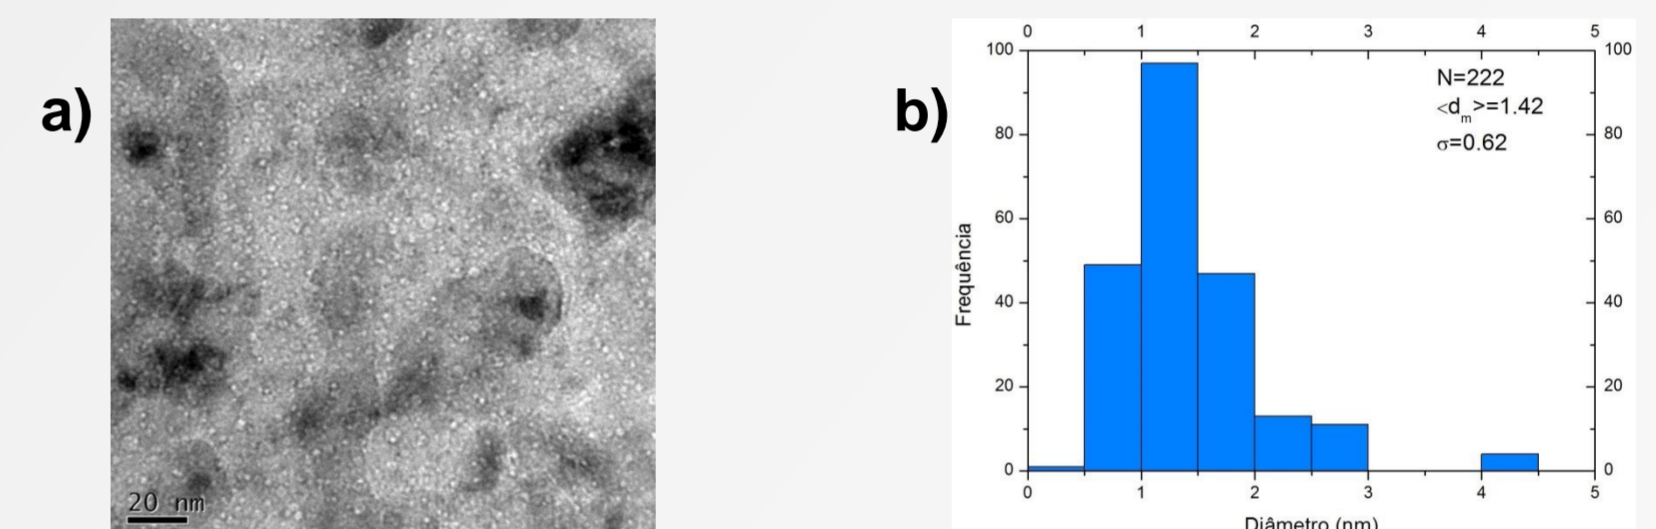 a)
20 nm
b)
0 1 2 3 4 5
100 100
N=222
<dm>=1.42
80 80
σ=0.62
60 60
Frequência
40 40
20 20
0 0
0 1 2 3 4 5
Diâmetro (nm)